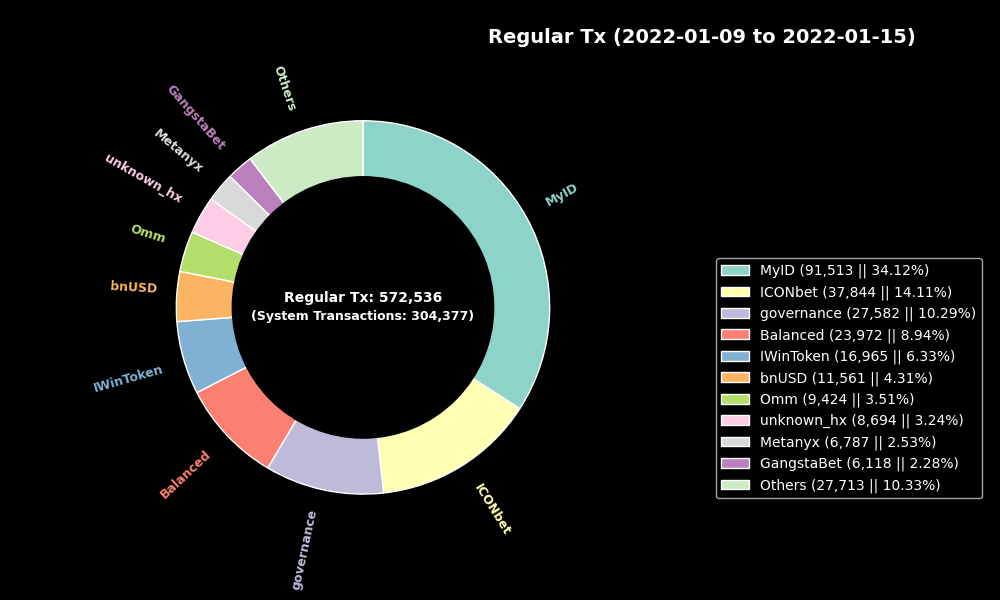 Regular Tx (2022-01-09 to 2022-01-15)
Others
GangstaBet
Metanyx
unknown_hx
Omm
bnUSD
IWinToken
Balanced
governance
ICONbet
MyID
Regular Tx: 572,536
(System Transactions: 304,377)
MyID (91,513 || 34.12%)
ICONbet (37,844 || 14.11%)
governance (27,582 || 10.29%)
Balanced (23,972 || 8.94%)
IWinToken (16,965 || 6.33%)
bnUSD (11,561 || 4.31%)
Omm (9,424 || 3.51%)
unknown_hx (8,694 || 3.24%)
Metanyx (6,787 || 2.53%)
GangstaBet (6,118 || 2.28%)
Others (27,713 || 10.33%)